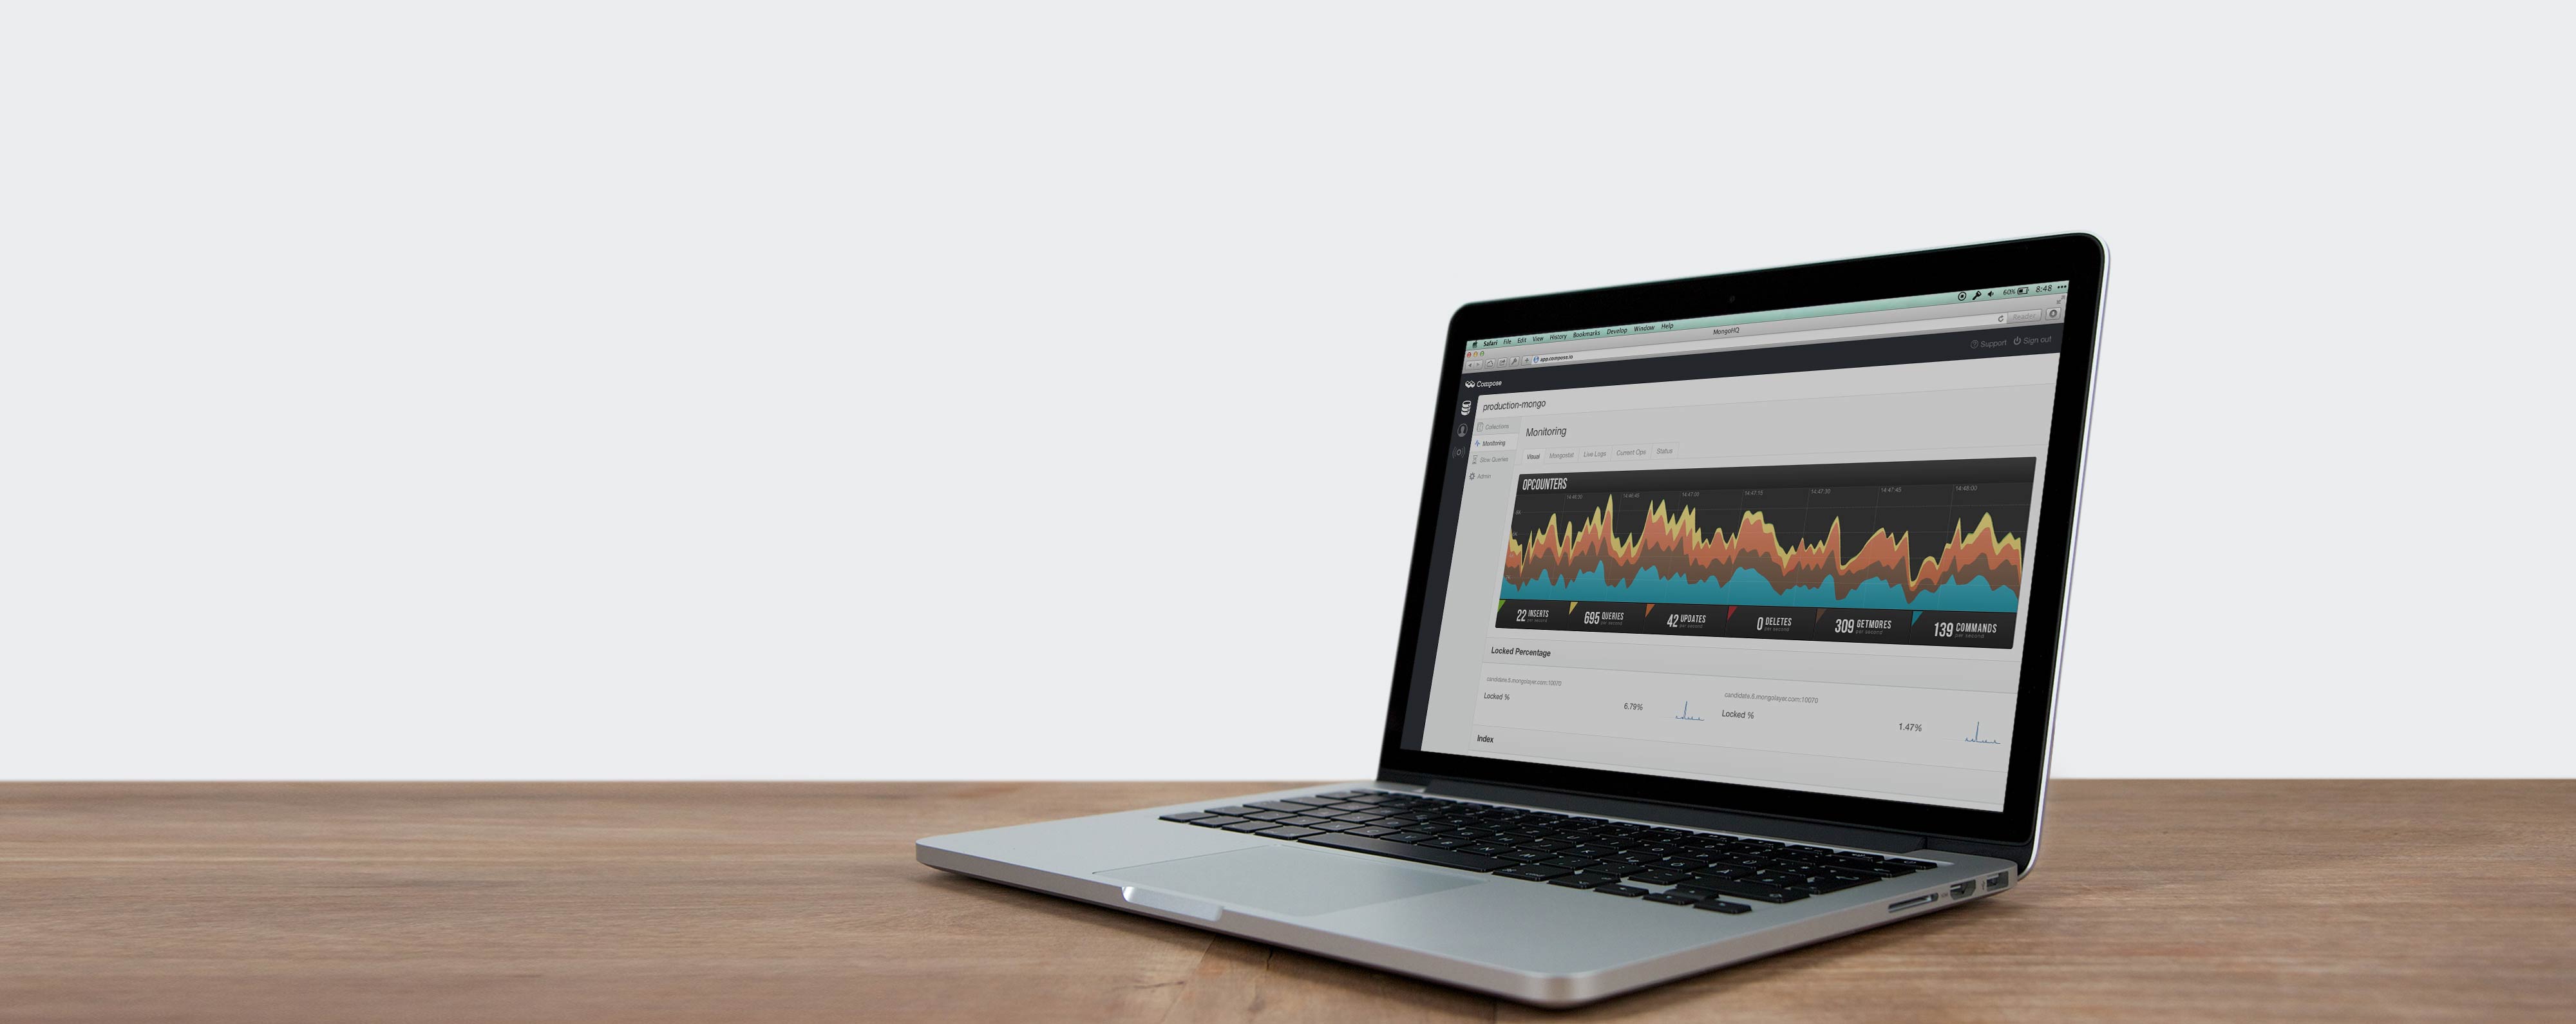 Safari File Edit View History Bookmarks Develop Window Help 60% 8:48
MongoHQ
app.compose.io Reader
Compose Support Sign out
production-mongo
Collections
Monitoring
Slow Queries
Admin
Monitoring
Visual Mongostat Live Logs Current Ops Status
OPCOUNTERS
14:46:45 14:47:00 14:47:15 14:47:30 14:47:45 14:48:00
22 INSERTS per second 695 QUERIES per second 42 UPDATES per second 0 DELETES per second 309 GETMORES per second 139 COMMANDS per second
Locked Percentage
candidate.5.mongolayer.com:10070 candidate.6.mongolayer.com:10070
Locked % 6.79% Locked % 1.47%
Index